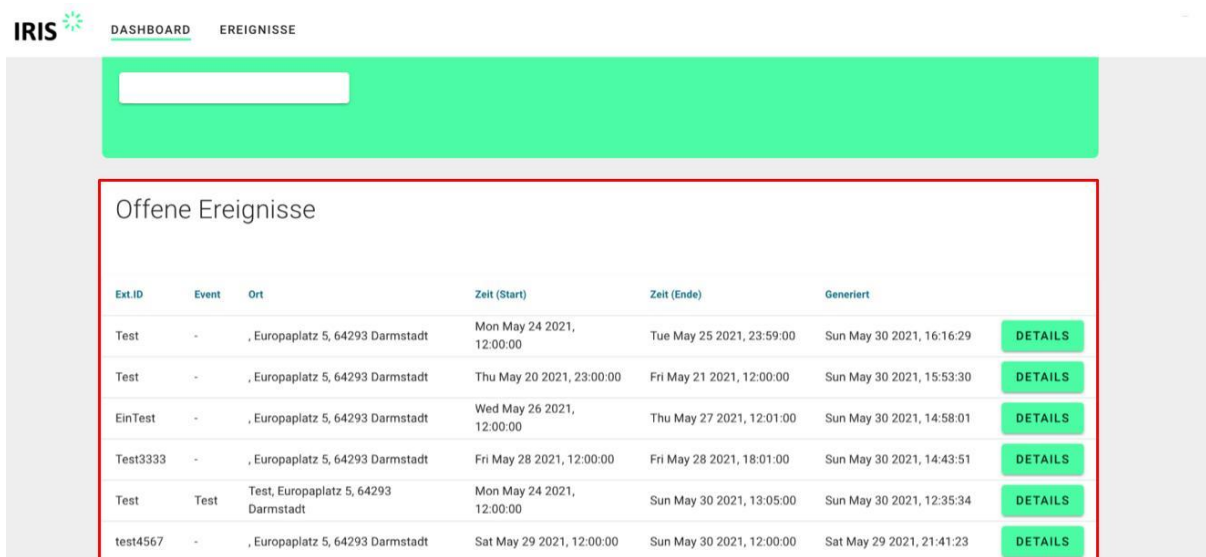 IRIS DASHBOARD EREIGNISSE
Offene Ereignisse
Ext.ID Event Ort Zeit (Start) Zeit (Ende) Generiert
Test - , Europaplatz 5, 64293 Darmstadt Mon May 24 2021, 12:00:00 Tue May 25 2021, 23:59:00 Sun May 30 2021, 16:16:29 DETAILS
Test - , Europaplatz 5, 64293 Darmstadt Thu May 20 2021, 23:00:00 Fri May 21 2021, 12:00:00 Sun May 30 2021, 15:53:30 DETAILS
EinTest - , Europaplatz 5, 64293 Darmstadt Wed May 26 2021, 12:00:00 Thu May 27 2021, 12:01:00 Sun May 30 2021, 14:58:01 DETAILS
Test3333 - , Europaplatz 5, 64293 Darmstadt Fri May 28 2021, 12:00:00 Fri May 28 2021, 18:01:00 Sun May 30 2021, 14:43:51 DETAILS
Test Test Test, Europaplatz 5, 64293 Darmstadt Mon May 24 2021, 12:00:00 Sun May 30 2021, 13:05:00 Sun May 30 2021, 12:35:34 DETAILS
test4567 - , Europaplatz 5, 64293 Darmstadt Sat May 29 2021, 12:00:00 Sun May 30 2021, 12:00:00 Sat May 29 2021, 21:41:23 DETAILS